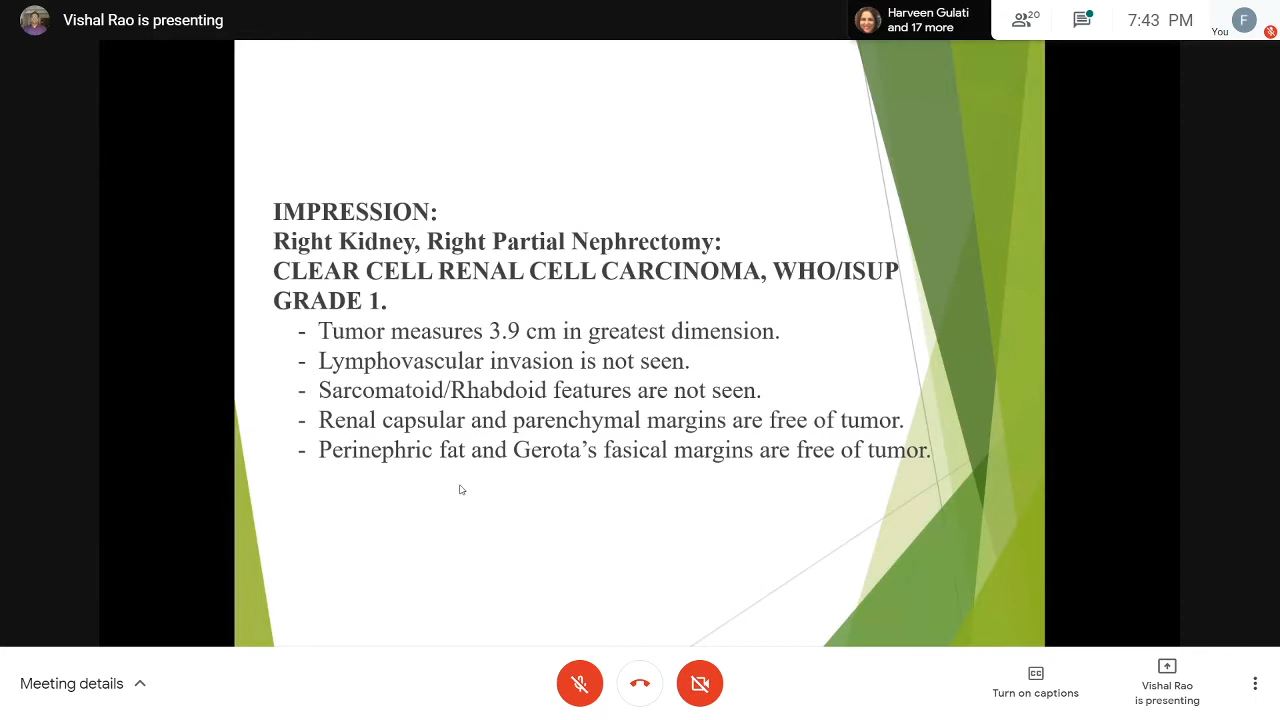 Vishal Rao is presenting
Harveen Gulati
and 17 more
20
7:43 PM
You
F
IMPRESSION:
Right Kidney, Right Partial Nephrectomy:
CLEAR CELL RENAL CELL CARCINOMA, WHO/ISUP
GRADE 1.
- Tumor measures 3.9 cm in greatest dimension.
- Lymphovascular invasion is not seen.
- Sarcomatoid/Rhabdoid features are not seen.
- Renal capsular and parenchymal margins are free of tumor.
- Perinephric fat and Gerota’s fasical margins are free of tumor.
Meeting details
CC
Turn on captions
Vishal Rao
is presenting